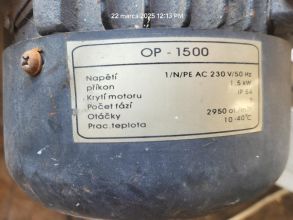 22 marca 2025 12:13 PM
OP - 1500
Napětí 1/N/PE AC 230 V/50 Hz
příkon 1.5 kW
Krytí motoru IP 54
Počet fází
Otáčky 2950 ot/min
Prac. teplota 10-40°C